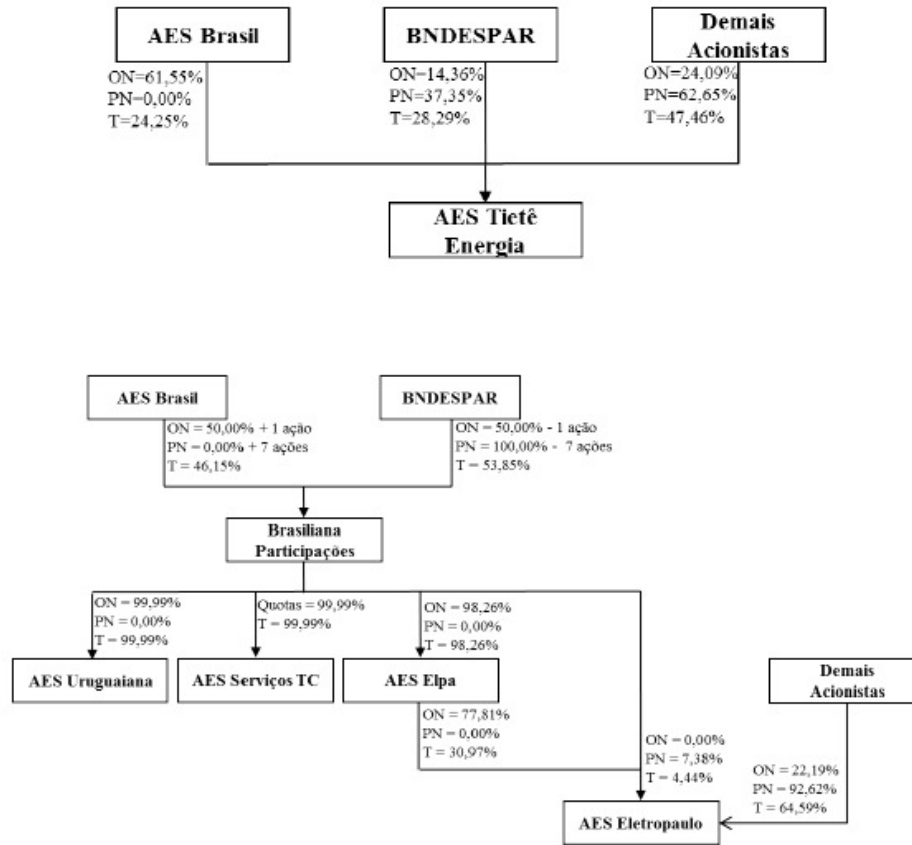 AES Brasil
ON=61,55%
PN=0,00%
T=24,25%
BNDESPAR
ON=14,36%
PN=37,35%
T=28,29%
Demais
Acionistas
ON=24,09%
PN=62,65%
T=47,46%
AES Tietê
Energia
AES Brasil
ON = 50,00% + 1 ação
PN = 0,00% + 7 ações
T = 46,15%
BNDESPAR
ON = 50,00% - 1 ação
PN = 100,00% - 7 ações
T = 53,85%
Brasiliana
Participações
ON = 99,99%
PN = 0,00%
T = 99,99%
AES Uruguaiana
Quotas = 99,99%
T = 99,99%
AES Serviços TC
ON = 98,26%
PN = 0,00%
T = 98,26%
AES Elpa
ON = 77,81%
PN = 0,00%
T = 30,97%
ON = 0,00%
PN = 7,38%
T = 4,44%
Demais
Acionistas
ON = 22,19%
PN = 92,62%
T = 64,59%
AES Eletropaulo